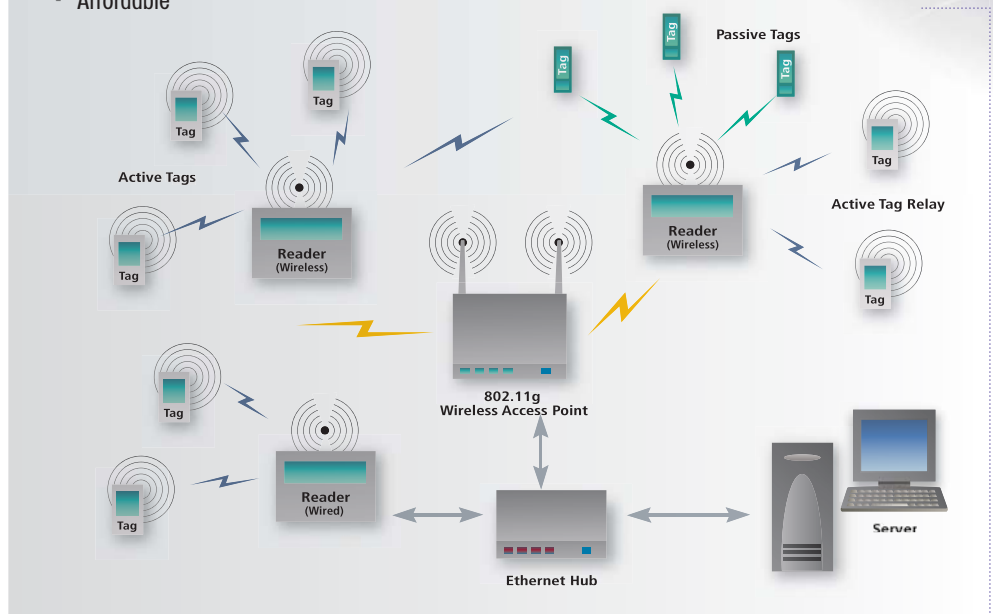 Affordable
Tag
Passive Tags
Tag
Tag
Tag
Tag
Tag
Active Tags
Active Tag Relay
Reader
(Wireless)
Reader
(Wireless)
Tag
Tag
Tag
802.11g
Wireless Access Point
Tag
Reader
(Wired)
Tag
Server
Ethernet Hub